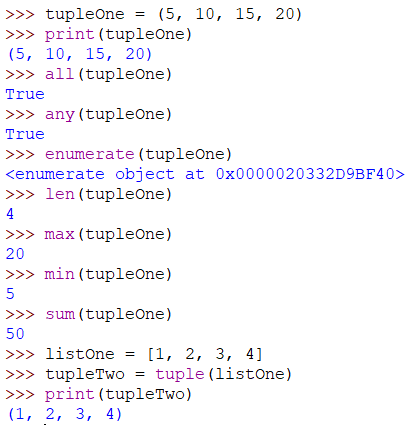 >>> tupleOne = (5, 10, 15, 20)
>>> print(tupleOne)
(5, 10, 15, 20)
>>> all(tupleOne)
True
>>> any(tupleOne)
True
>>> enumerate(tupleOne)
<enumerate object at 0x0000020332D9BF40>
>>> len(tupleOne)
4
>>> max(tupleOne)
20
>>> min(tupleOne)
5
>>> sum(tupleOne)
50
>>> listOne = [1, 2, 3, 4]
>>> tupleTwo = tuple(listOne)
>>> print(tupleTwo)
(1, 2, 3, 4)